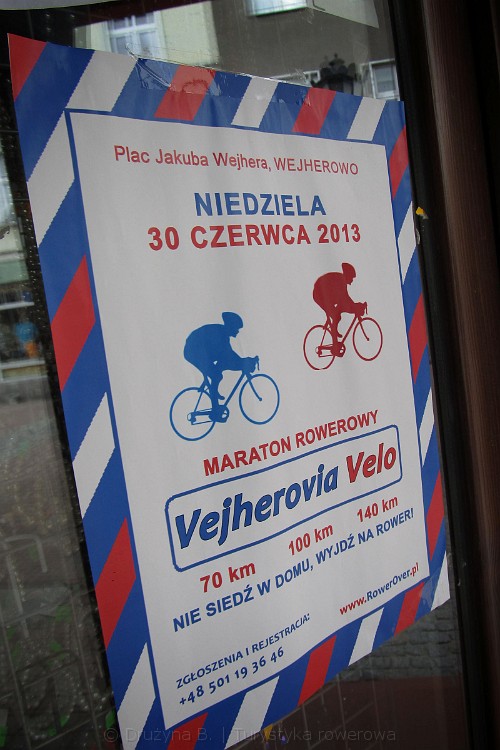 Plac Jakuba Wejhera, WEJHEROWO
NIEDZIELA
30 CZERWCA 2013
MARATON ROWEROWY
Vejherovia Velo
70 km 100 km 140 km
NIE SIEDŹ W DOMU, WYJDŹ NA ROWER!
www.RowerOver.pl
ZGŁOSZENIA I REJESTRACJA:
+48 501 19 36 46
© Drużyna B. | Turystyka rowerowa